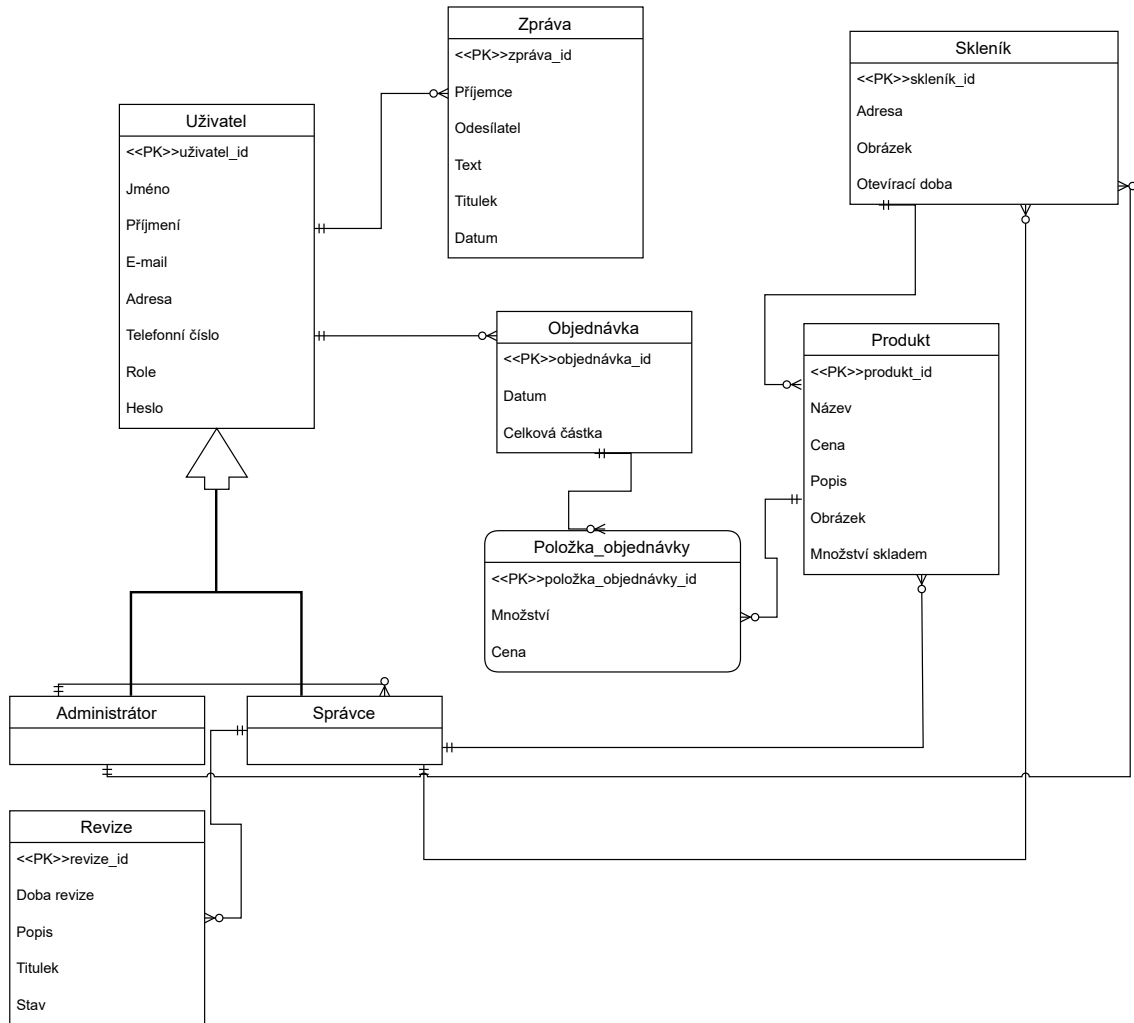 Zpráva
<<PK>>zpráva_id
Příjemce
Odesílatel
Text
Titulek
Datum
Skleník
<<PK>>skleník_id
Adresa
Obrázek
Otevírací doba
Uživatel
<<PK>>uživatel_id
Jméno
Příjmení
E-mail
Adresa
Telefonní číslo
Role
Heslo
Objednávka
<<PK>>objednávka_id
Datum
Celková částka
Produkt
<<PK>>produkt_id
Název
Cena
Popis
Obrázek
Množství skladem
Položka_objednávky
<<PK>>položka_objednávky_id
Množství
Cena
Administrátor
Správce
Revize
<<PK>>revize_id
Doba revize
Popis
Titulek
Stav